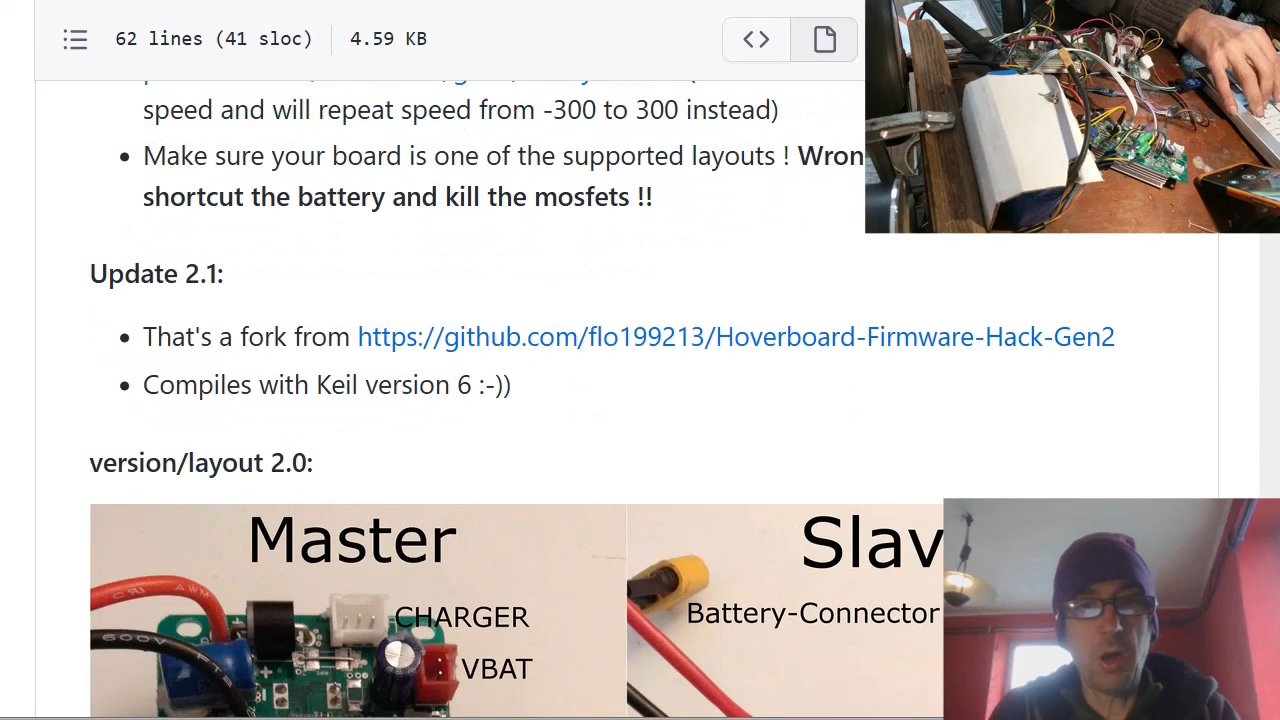 62 lines (41 sloc) 4.59 KB
speed and will repeat speed from -300 to 300 instead)
Make sure your board is one of the supported layouts ! Wron
shortcut the battery and kill the mosfets !!
Update 2.1:
That's a fork from https://github.com/flo199213/Hoverboard-Firmware-Hack-Gen2
Compiles with Keil version 6 :-))
version/layout 2.0:
Master
Slav
CHARGER
Battery-Connector
VBAT